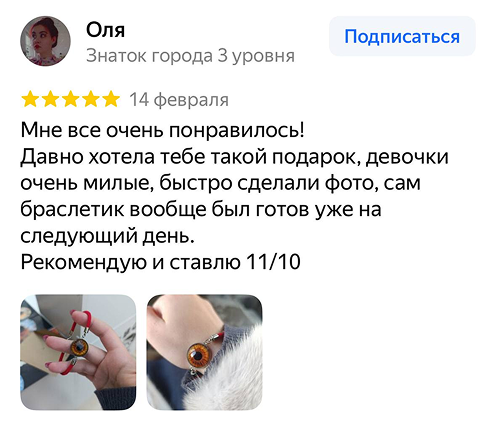 Оля
Подписаться
Знаток города 3 уровня
14 февраля
Мне все очень понравилось!
Давно хотела тебе такой подарок, девочки
очень милые, быстро сделали фото, сам
браслетик вообще был готов уже на
следующий день.
Рекомендую и ставлю 11/10